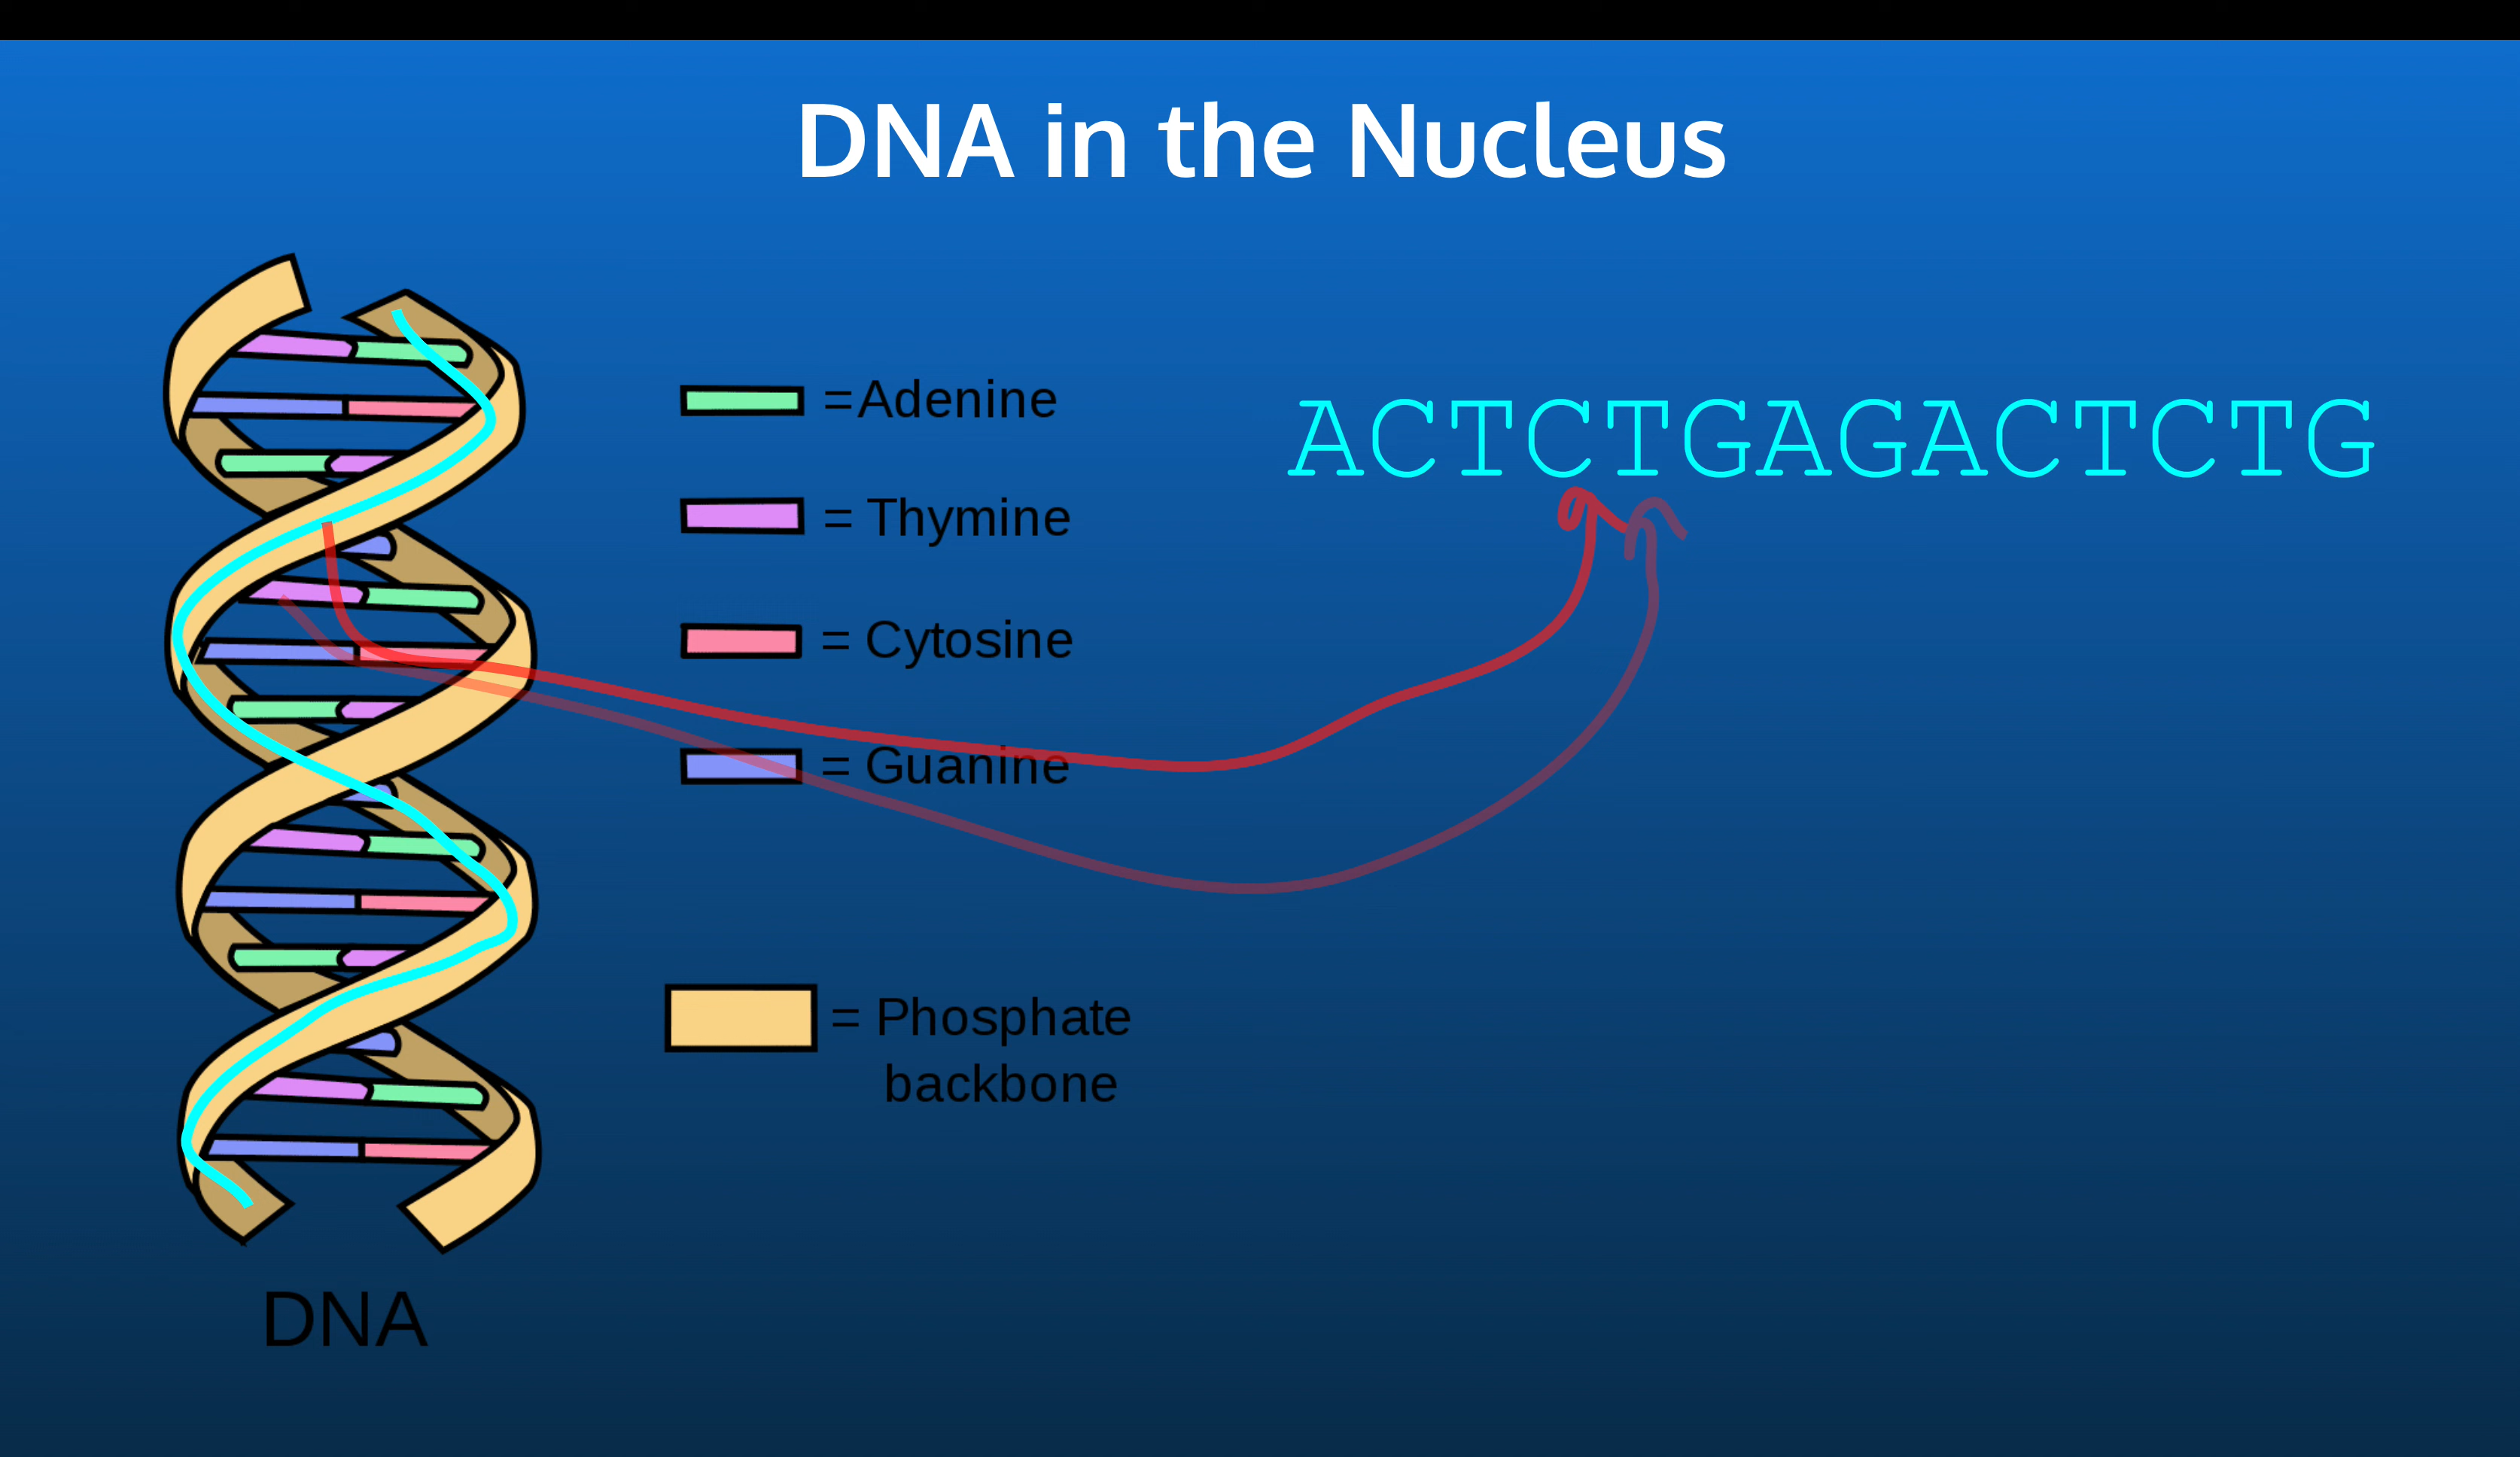 DNA in the Nucleus
=Adenine
= Thymine
= Cytosine
= Guanine
= Phosphate
backbone
DNA
ACTCTGAGACTCTG